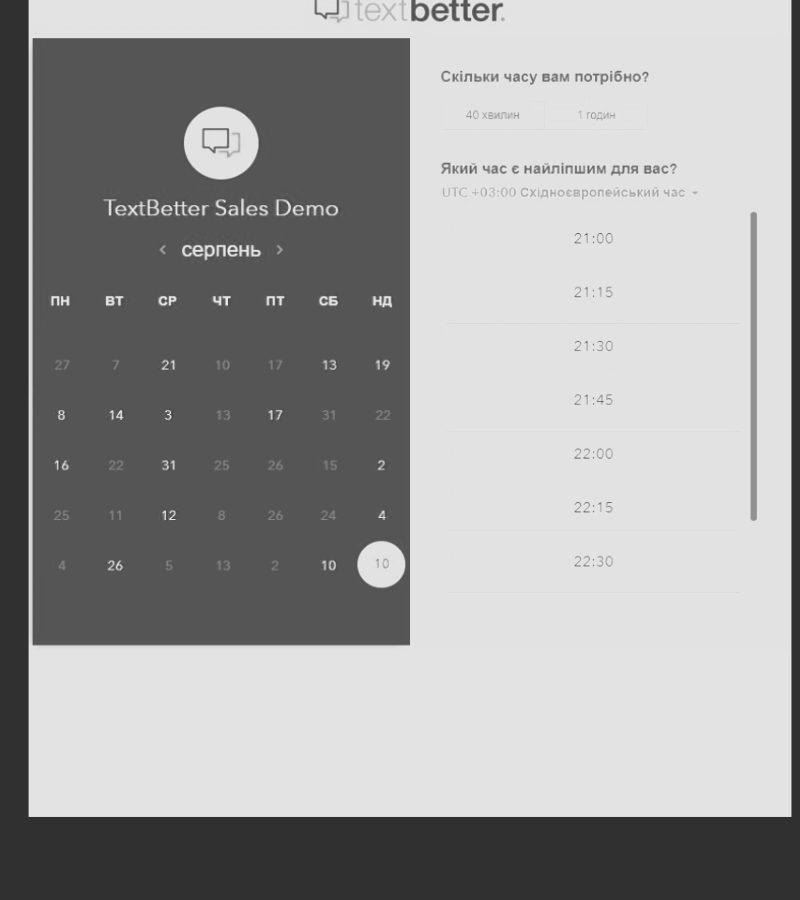 textbetter.
TextBetter Sales Demo
серпень
ПН ВТ СР ЧТ ПТ СБ НД
27 7 21 10 17 13 19
8 14 3 13 17 31 22
16 22 31 25 26 15 2
25 11 12 8 26 24 4
4 26 5 13 2 10 10
Скільки часу вам потрібно?
40 хвилин 1 годин
Який час є найліпшим для вас?
UTC +03:00 Східноєвропейський час
21:00
21:15
21:30
21:45
22:00
22:15
22:30